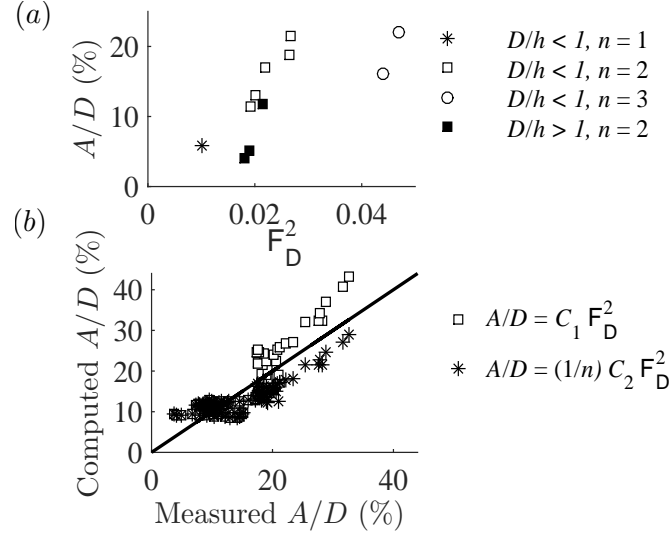 (a)
A/D (%)
20
10
0
0
0.02
0.04
F_D^2
D/h < 1, n = 1
D/h < 1, n = 2
D/h < 1, n = 3
D/h > 1, n = 2
(b)
Computed A/D (%)
40
30
20
10
0
0
20
40
Measured A/D (%)
A/D = C_1 F_D^2
A/D = (1/n) C_2 F_D^2